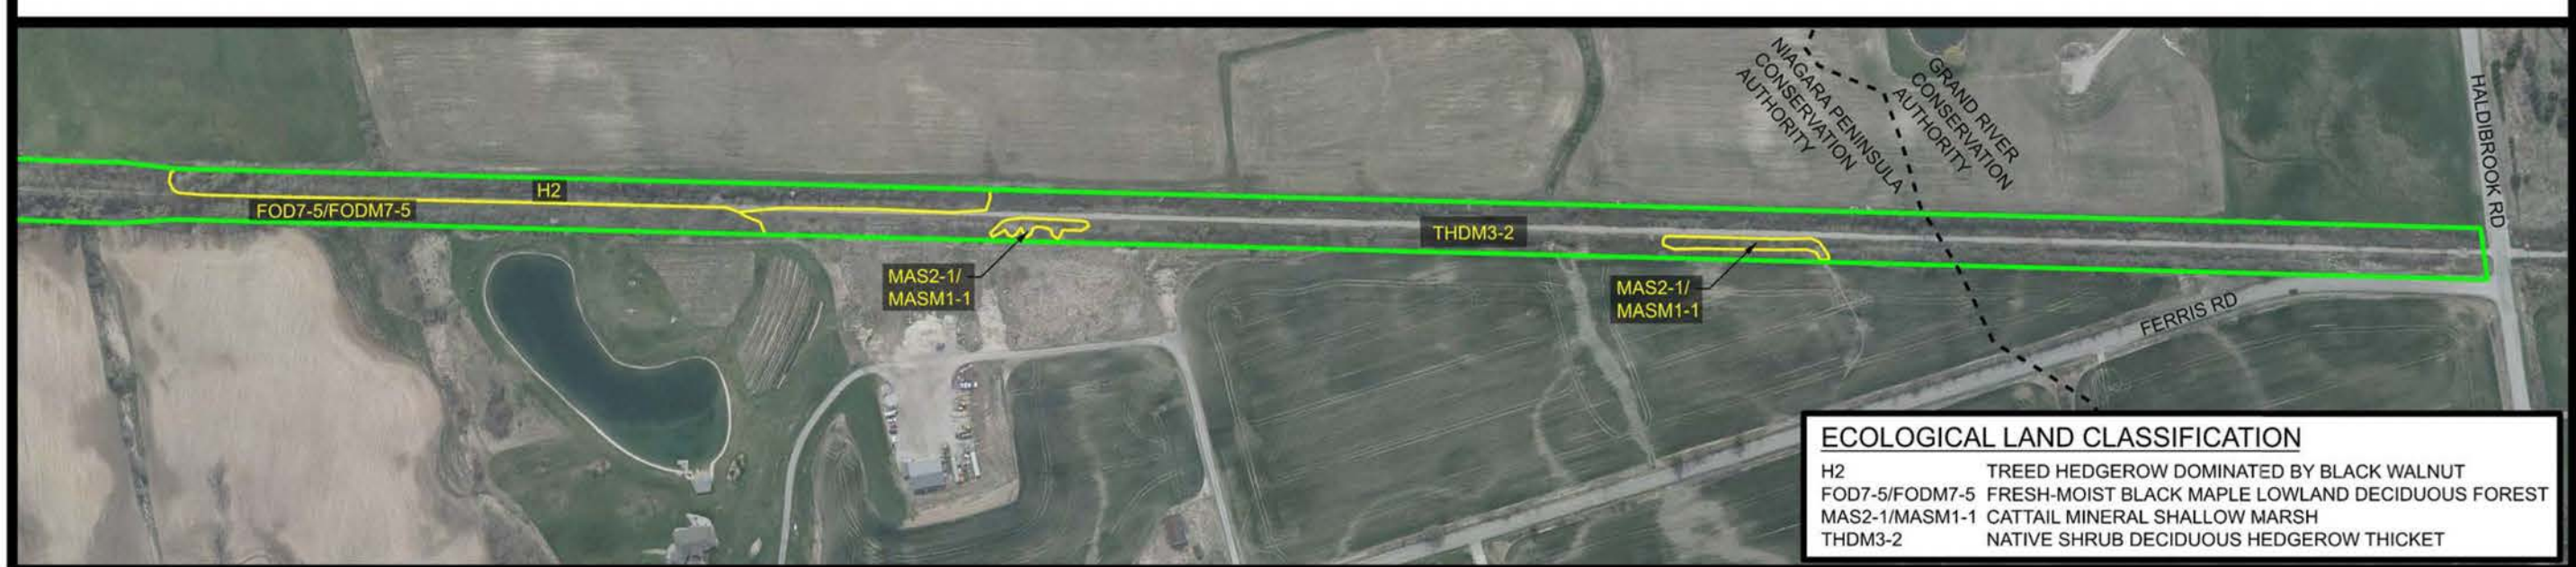 NIAGARA PENINSULA
CONSERVATION
AUTHORITY
GRAND RIVER
CONSERVATION
AUTHORITY
HALDIBROOK RD
H2
FOD7-5/FODM7-5
THDM3-2
MAS2-1/
MASM1-1
MAS2-1/
MASM1-1
FERRIS RD
ECOLOGICAL LAND CLASSIFICATION
H2 TREED HEDGEROW DOMINATED BY BLACK WALNUT
FOD7-5/FODM7-5 FRESH-MOIST BLACK MAPLE LOWLAND DECIDUOUS FOREST
MAS2-1/MASM1-1 CATTAIL MINERAL SHALLOW MARSH
THDM3-2 NATIVE SHRUB DECIDUOUS HEDGEROW THICKET